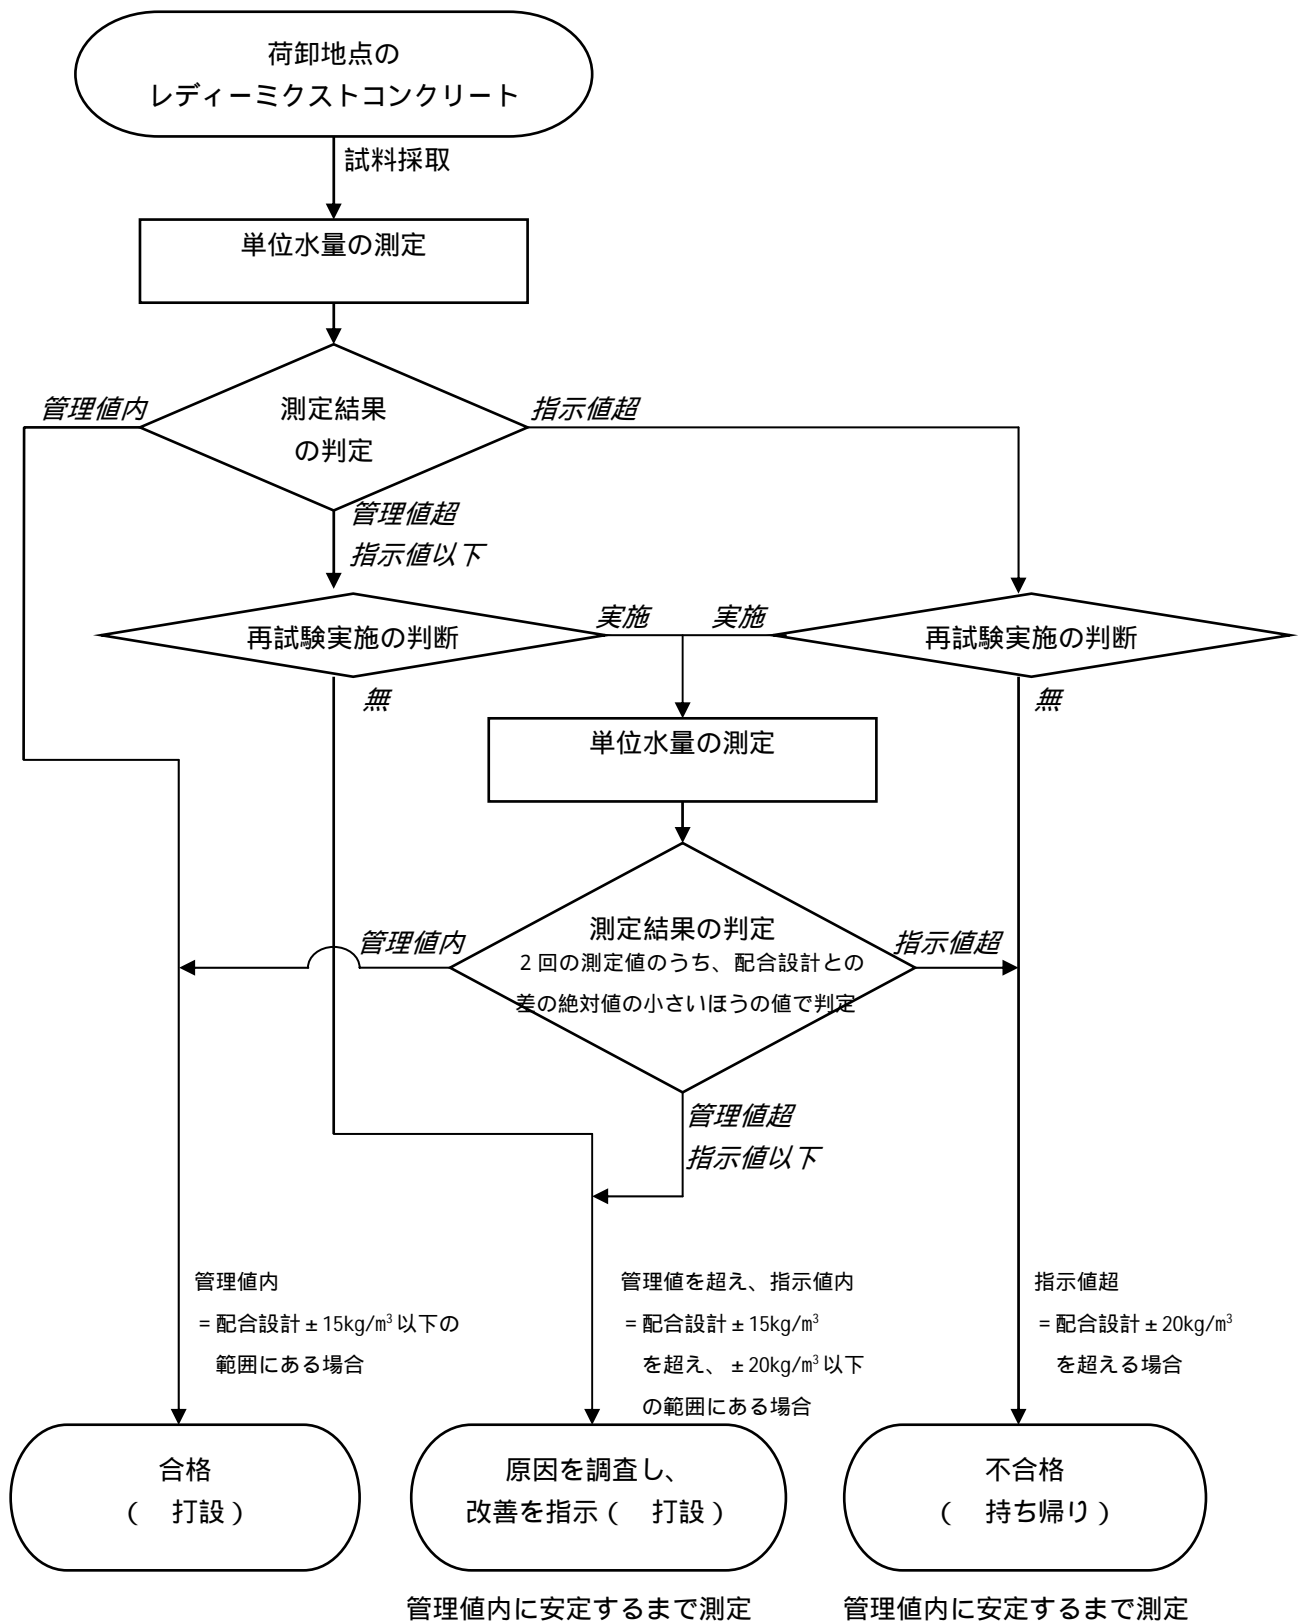 荷卸地点の
レディーミクストコンクリート
試料採取
単位水量の測定
管理値内
測定結果
の判定
指示値超
管理値超
指示値以下
再試験実施の判断
実施
実施
再試験実施の判断
無
無
単位水量の測定
管理値内
測定結果の判定
2回の測定値のうち、配合設計との
差の絶対値の小さいほうの値で判定
指示値超
管理値超
指示値以下
管理値内
=配合設計±15kg/m³以下の
範囲にある場合
管理値を超え、指示値内
=配合設計±15kg/m³
を超え、±20kg/m³以下
の範囲にある場合
指示値超
=配合設計±20kg/m³
を超える場合
合格
( 打設)
原因を調査し、
改善を指示( 打設)
不合格
( 持ち帰り)
管理値内に安定するまで測定
管理値内に安定するまで測定